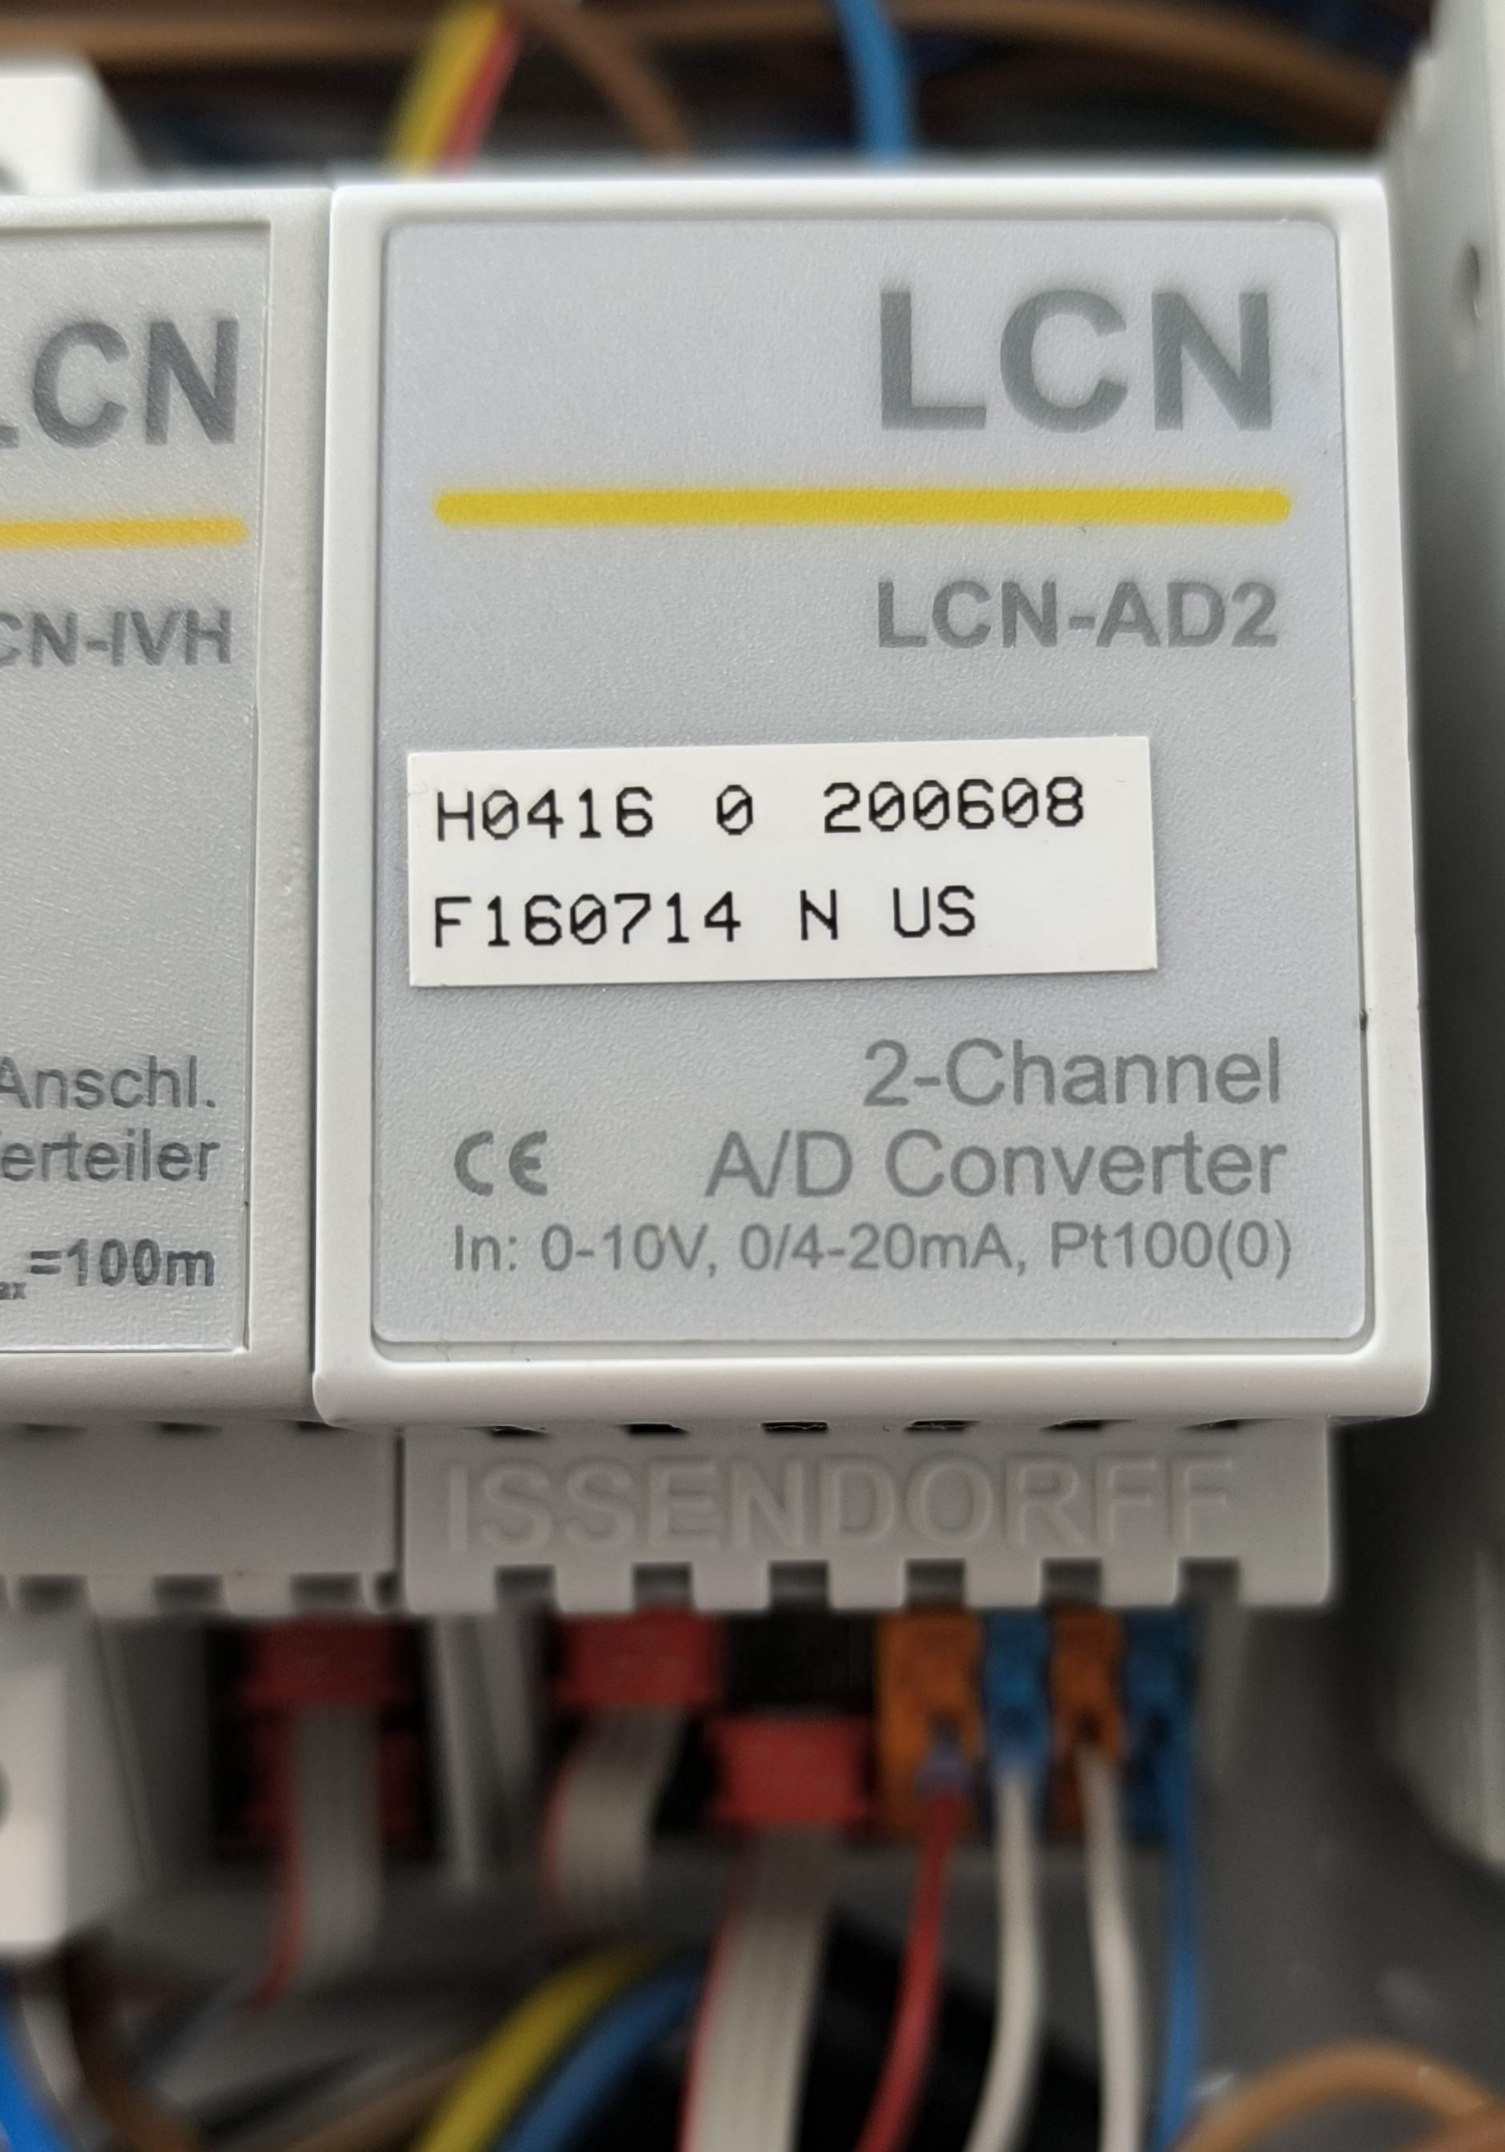 LCN
CN-IVH
Anschl.
erteiler
=100m
LCN
LCN-AD2
H0416 0 200608
F160714 N US
2-Channel
CE A/D Converter
In: 0-10V, 0/4-20mA, Pt100(0)
ISSENDORFF